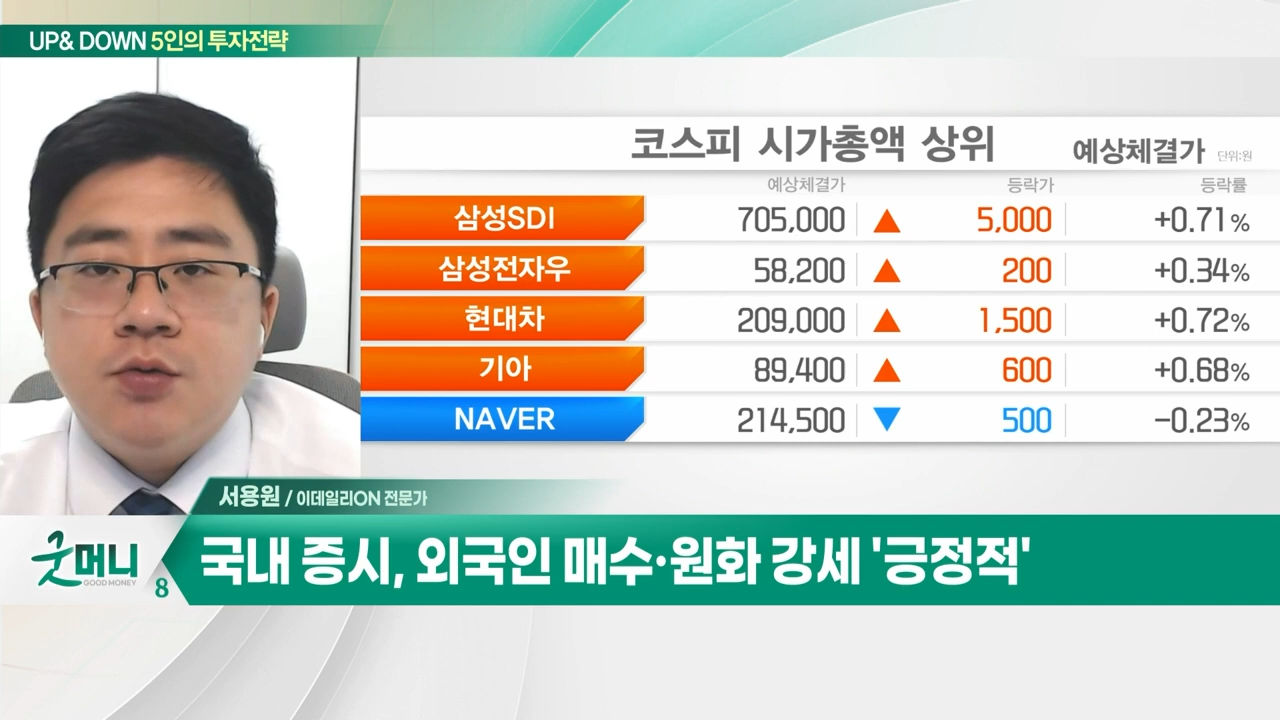 UP& DOWN 5인의 투자전략
코스피 시가총액 상위 예상체결가 단위:원
예상체결가 등락가 등락률
삼성SDI 705,000 ▲ 5,000 +0.71%
삼성전자우 58,200 ▲ 200 +0.34%
현대차 209,000 ▲ 1,500 +0.72%
기아 89,400 ▲ 600 +0.68%
NAVER 214,500 ▼ 500 -0.23%
서용원 / 이데일리ON 전문가
굿머니
GOOD MONEY
8
국내 증시, 외국인 매수·원화 강세 '긍정적'